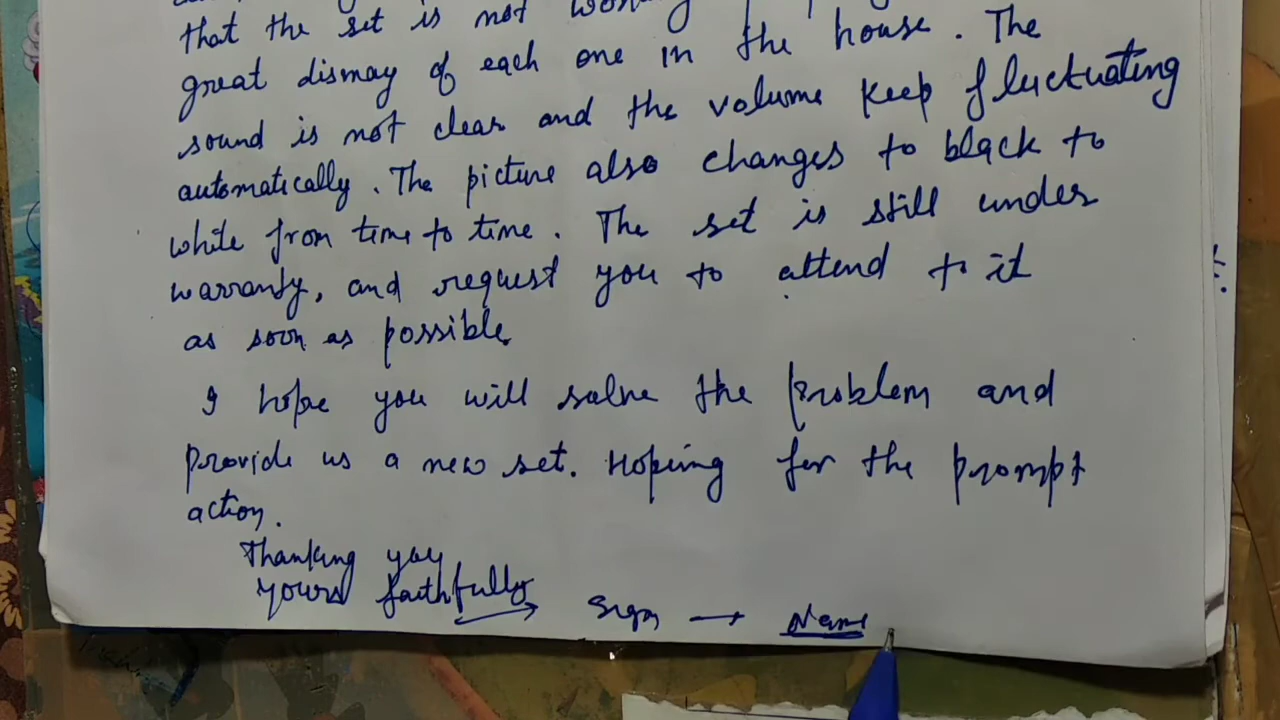 that the set is not working
great dismay of each one in the house. The
sound is not clear and the volume keep fluctuating
automatically. The picture also changes to black to
white from time to time. The set is still under
warranty, and request you to attend to it
as soon as possible.
I hope you will solve the problem and
provide us a new set. Hoping for the prompt
action.
Thanking you
yours faithfully
Sign → Name